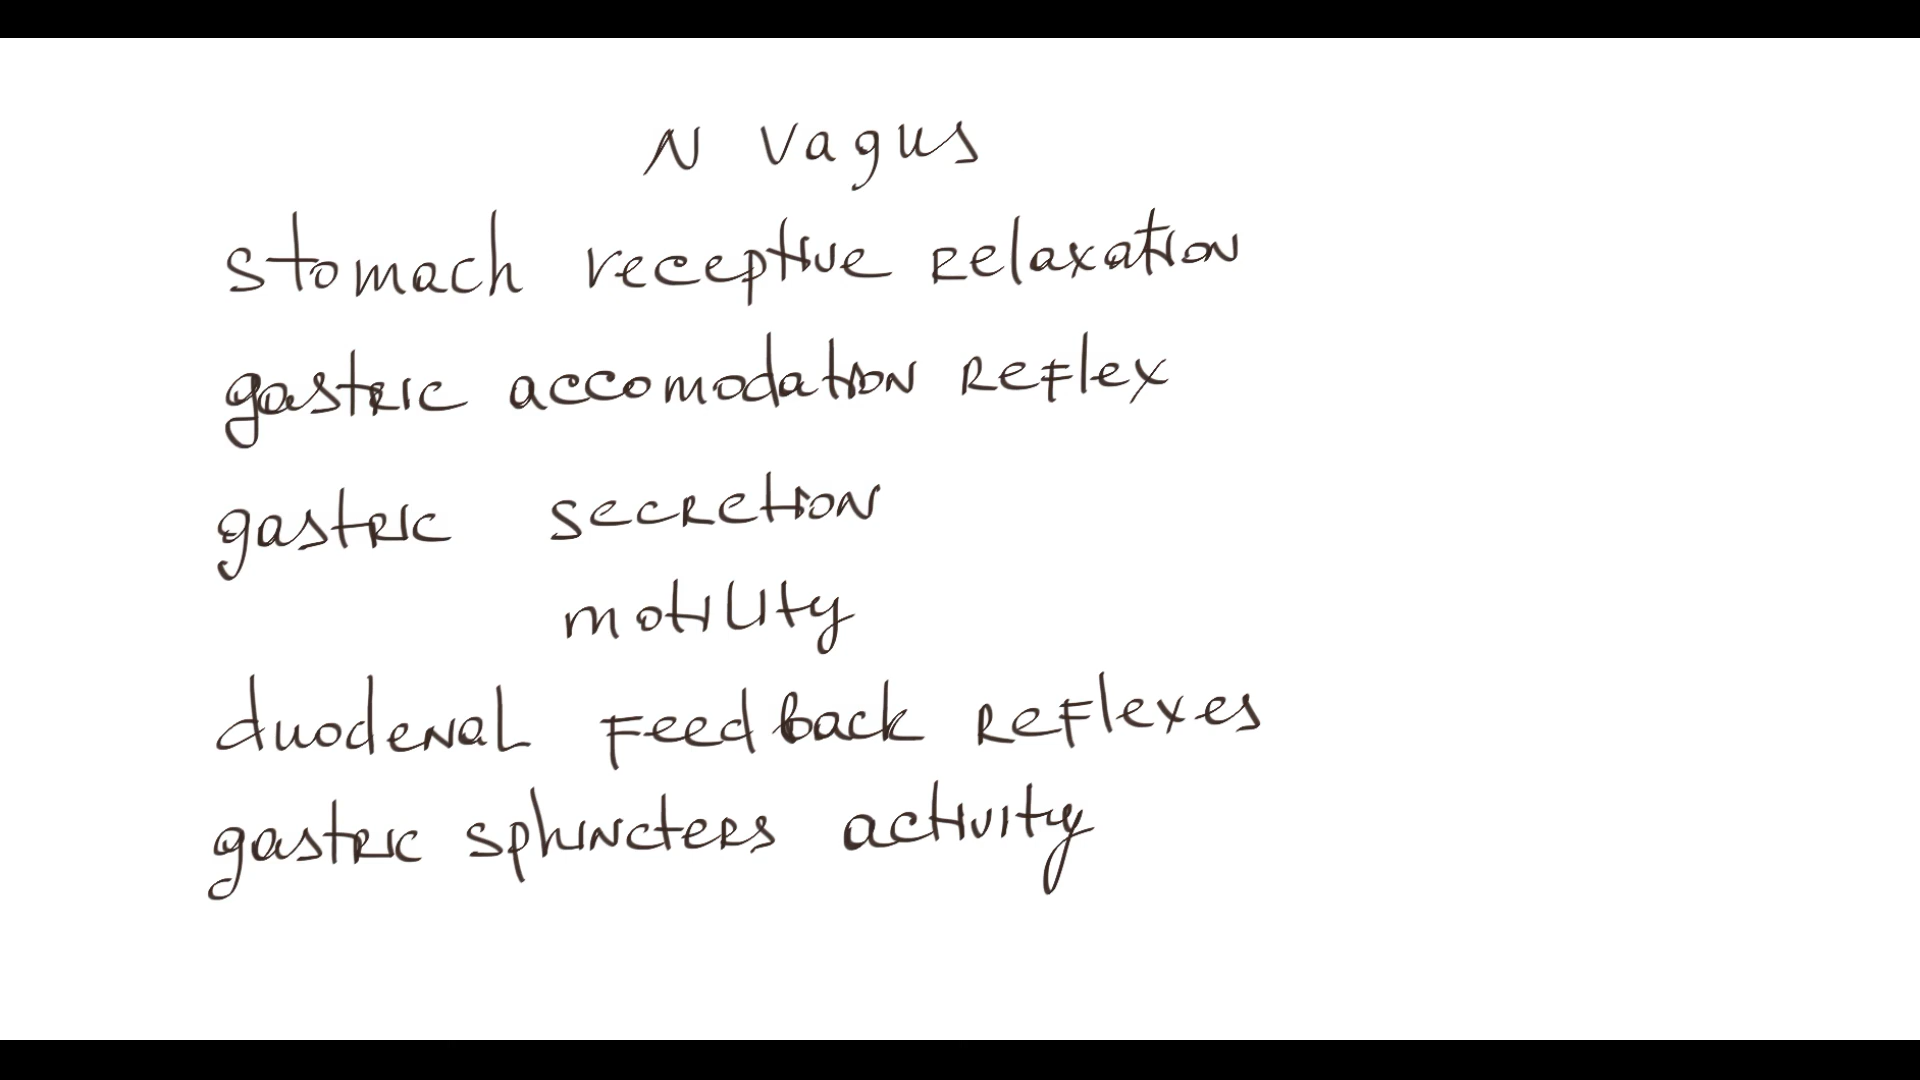 N vagus
stomach receptive relaxation
gastric accomodation reflex
gastric secretion
motility
duodenal feedback reflexes
gastric sphincters activity